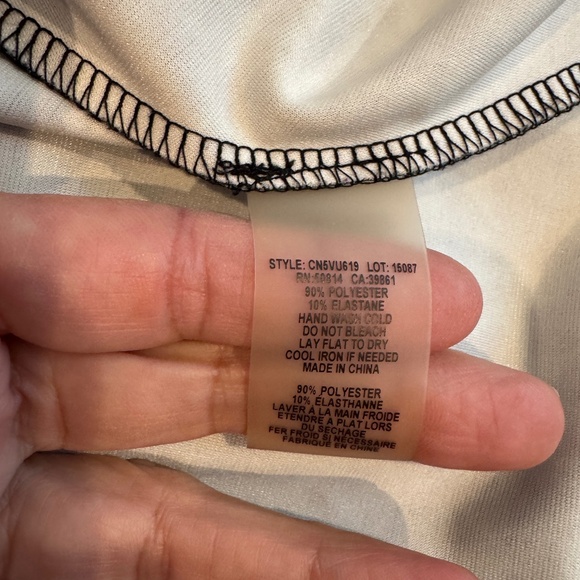 STYLE: CN5VU619 LOT: 15087
RN:50814 CA:39861
90% POLYESTER
10% ELASTANE
HAND WASH COLD
DO NOT BLEACH
LAY FLAT TO DRY
COOL IRON IF NEEDED
MADE IN CHINA
90% POLYESTER
10% ELASTHANNE
LAVER À LA MAIN FROIDE
ETENDRE A PLAT LORS
DU SECHAGE
FER FROID SI NECESSAIRE
FABRIQUE EN CHINE